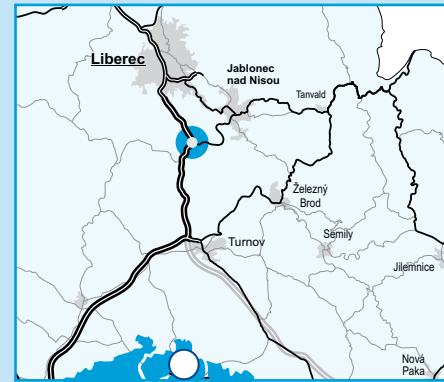 Liberec
Jablonec
nad Nisou
Tanvald
Železný
Brod
Turnov
Semily
Jilemnice
Nová
Paka